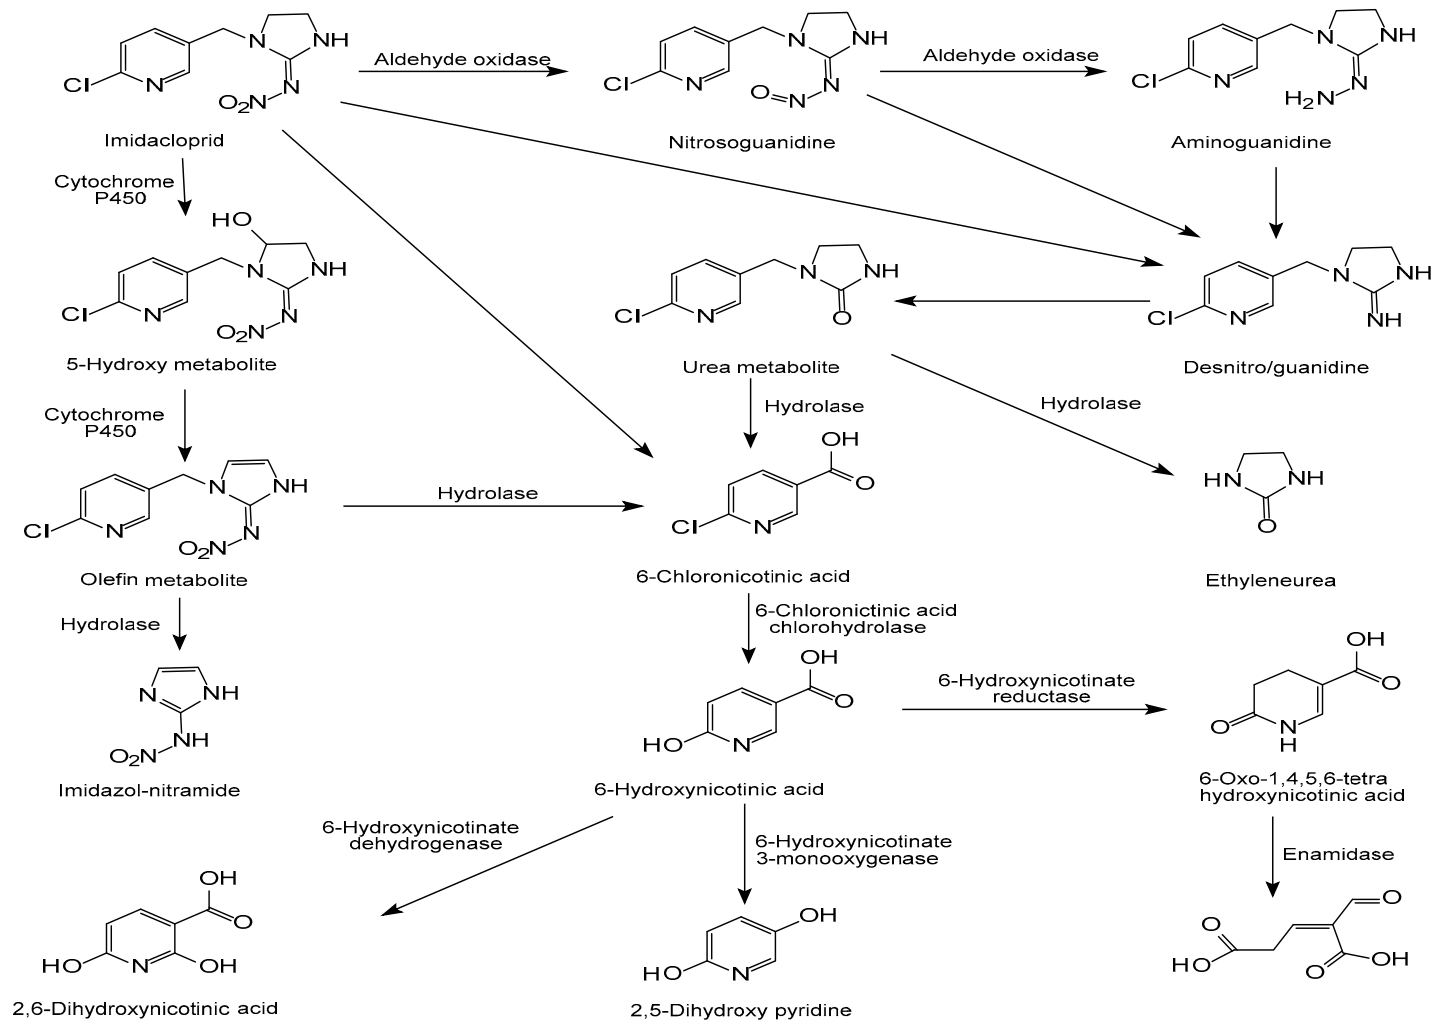 N
NH
Cl
N
N
O2N
Aldehyde oxidase
N
NH
Cl
N
N
O
N
Aldehyde oxidase
N
NH
Cl
N
N
H2N
Imidacloprid
Nitrosoguanidine
Aminoguanidine
Cytochrome
P450
HO
N
NH
Cl
N
N
O2N
N
NH
Cl
N
O
N
NH
Cl
N
NH
5-Hydroxy metabolite
Urea metabolite
Desnitro/guanidine
Cytochrome
P450
Hydrolase
Hydrolase
N
NH
Cl
N
N
O2N
Hydrolase
OH
O
Cl
N
HN
NH
O
Olefin metabolite
6-Chloronicotinic acid
Ethyleneurea
Hydrolase
6-Chloronictinic acid
chlorohydrolase
N
NH
NH
O2N
OH
O
HO
N
6-Hydroxynicotinate
reductase
OH
O
O
N
H
Imidazol-nitramide
6-Hydroxynicotinic acid
6-Oxo-1,4,5,6-tetra
hydroxynicotinic acid
6-Hydroxynicotinate
dehydrogenase
6-Hydroxynicotinate
3-monooxygenase
Enamidase
OH
O
HO
N
OH
OH
HO
N
O
O
HO
O
OH
2,6-Dihydroxynicotinic acid
2,5-Dihydroxy pyridine